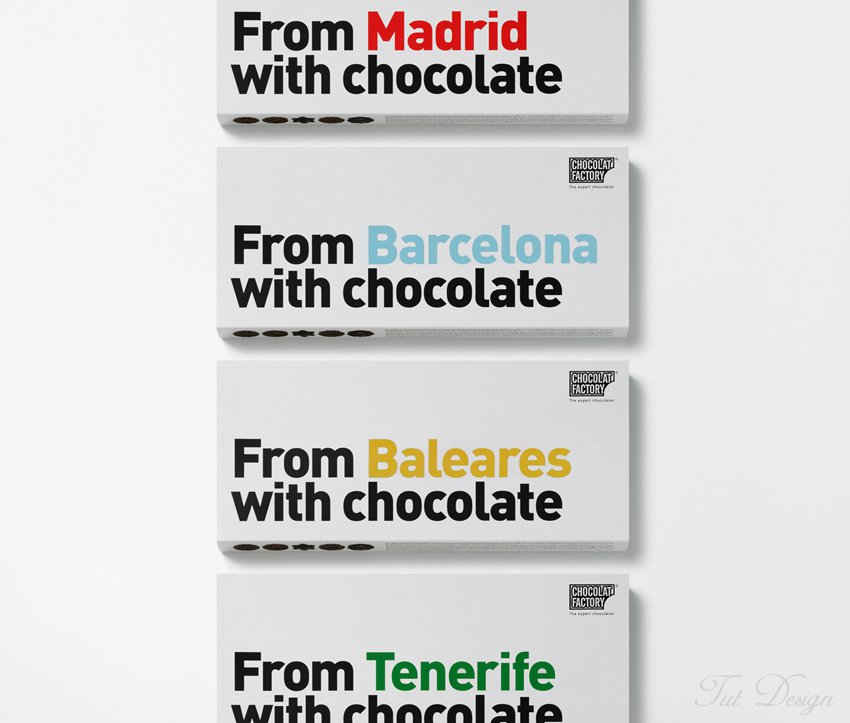 From Madrid
with chocolate
CHOCOLAT
FACTORY
The expert chocolatier
From Barcelona
with chocolate
CHOCOLAT
FACTORY
The expert chocolatier
From Baleares
with chocolate
CHOCOLAT
FACTORY
The expert chocolatier
From Tenerife
with chocolate
Tut Design